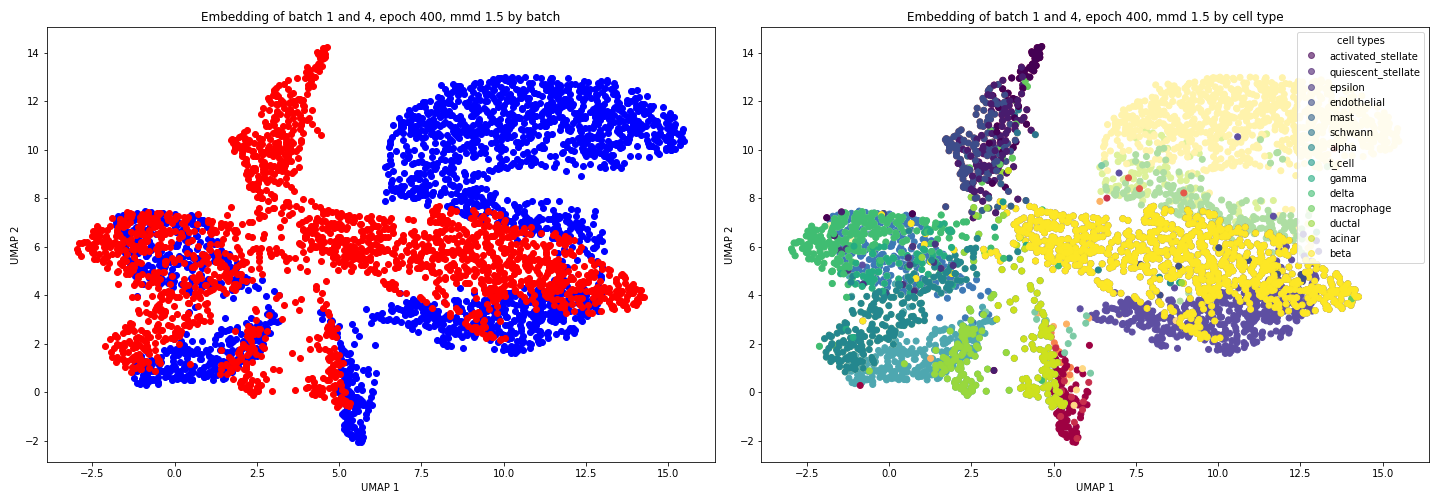 Embedding of batch 1 and 4, epoch 400, mmd 1.5 by batch
14
12
10
8
6
4
2
0
−2
UMAP 2
−2.5 0.0 2.5 5.0 7.5 10.0 12.5 15.0
UMAP 1
Embedding of batch 1 and 4, epoch 400, mmd 1.5 by cell type
14
12
10
8
6
4
2
0
−2
UMAP 2
−2.5 0.0 2.5 5.0 7.5 10.0 12.5 15.0
UMAP 1
cell types
activated_stellate
quiescent_stellate
epsilon
endothelial
mast
schwann
alpha
t_cell
gamma
delta
macrophage
ductal
acinar
beta